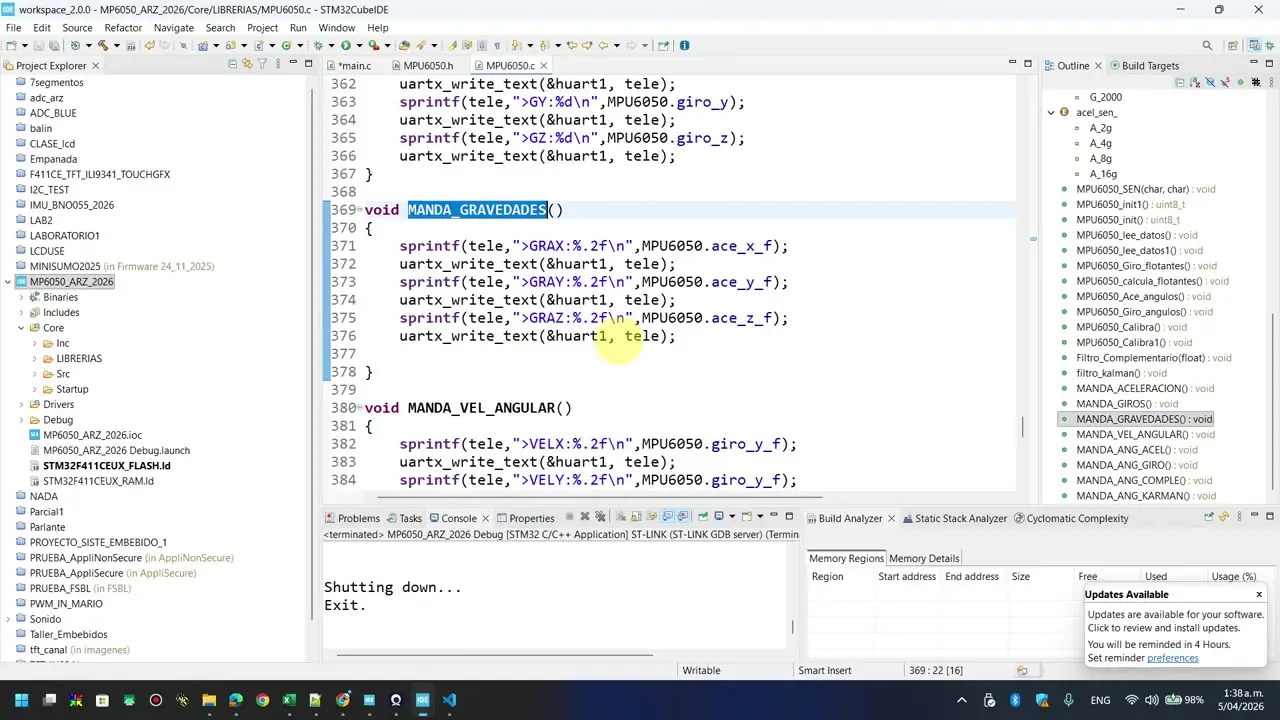 workspace_2.0.0 - MP6050_ARZ_2026/Core/LIBRERIAS/MPU6050.c - STM32CubeIDE
File Edit Source Refactor Navigate Search Project Run Window Help
Project Explorer
7segmentos
adc_arz
ADC_BLUE
balin
CLASE_lcd
Empanada
F411CE_TFT_ILI9341_TOUCHGFX
I2C_TEST
IMU_BNO055_2026
LAB2
LABORATORIO1
LCDUSE
MINISUMO2025 (in Firmware 24_11_2025)
MP6050_ARZ_2026
Binaries
Includes
Core
Inc
LIBRERIAS
Src
Startup
Drivers
Debug
MP6050_ARZ_2026.ioc
MP6050_ARZ_2026 Debug.launch
STM32F411CEUX_FLASH.ld
STM32F411CEUX_RAM.ld
NADA
Parcial1
Parlante
PROYECTO_SISTE_EMBEBIDO_1
PRUEBA_AppliNonSecure (in AppliNonSecure)
PRUEBA_AppliSecure (in AppliSecure)
PRUEBA_FSBL (in FSBL)
PWM_IN_MARIO
Sonido
Taller_Embebidos
tft_canal (in imagenes)
*main.c MPU6050.h MPU6050.c
362 uartx_write_text(&huart1, tele);
363 sprintf(tele,">GY:%d\n",MPU6050.giro_y);
364 uartx_write_text(&huart1, tele);
365 sprintf(tele,">GZ:%d\n",MPU6050.giro_z);
366 uartx_write_text(&huart1, tele);
367 }
368
369 void MANDA_GRAVEDADES()
370 {
371 sprintf(tele,">GRAX:%.2f\n",MPU6050.ace_x_f);
372 uartx_write_text(&huart1, tele);
373 sprintf(tele,">GRAY:%.2f\n",MPU6050.ace_y_f);
374 uartx_write_text(&huart1, tele);
375 sprintf(tele,">GRAZ:%.2f\n",MPU6050.ace_z_f);
376 uartx_write_text(&huart1, tele);
377
378 }
379
380 void MANDA_VEL_ANGULAR()
381 {
382 sprintf(tele,">VELX:%.2f\n",MPU6050.giro_y_f);
383 uartx_write_text(&huart1, tele);
384 sprintf(tele,">VELY:%.2f\n",MPU6050.giro_y_f);
Outline Build Targets
G_2000
acel_sen_
A_2g
A_4g
A_8g
A_16g
MPU6050_SEN(char, char) : void
MPU6050_init1() : uint8_t
MPU6050_init() : uint8_t
MPU6050_lee_datos() : void
MPU6050_lee_datos1() : void
MPU6050_Giro_flotantes() : void
MPU6050_calcula_flotantes() : void
MPU6050_Ace_angulos() : void
MPU6050_Giro_angulos() : void
MPU6050_Calibra() : void
MPU6050_Calibra1() : void
Filtro_Complementario(float) : void
filtro_kalman() : void
MANDA_ACELERACION() : void
MANDA_GIROS() : void
MANDA_GRAVEDADES() : void
MANDA_VEL_ANGULAR() : void
MANDA_ANG_ACEL() : void
MANDA_ANG_GIRO() : void
MANDA_ANG_COMPLE() : void
MANDA_ANG_KARMAN() : void
Problems Tasks Console Properties
<terminated> MP6050_ARZ_2026 Debug [STM32 C/C++ Application] ST-LINK (ST-LINK GDB server) (Termin
Shutting down...
Exit.
Build Analyzer Static Stack Analyzer Cyclomatic Complexity
Memory Regions Memory Details
Region Start address End address Size Free Used Usage (%)
Updates Available
Updates are available for your software.
Click to review and install updates.
You will be reminded in 4 Hours.
Set reminder preferences
Writable Smart Insert 369 : 22 [16]
ENG 98% 1:38 a.m.
5/04/2026